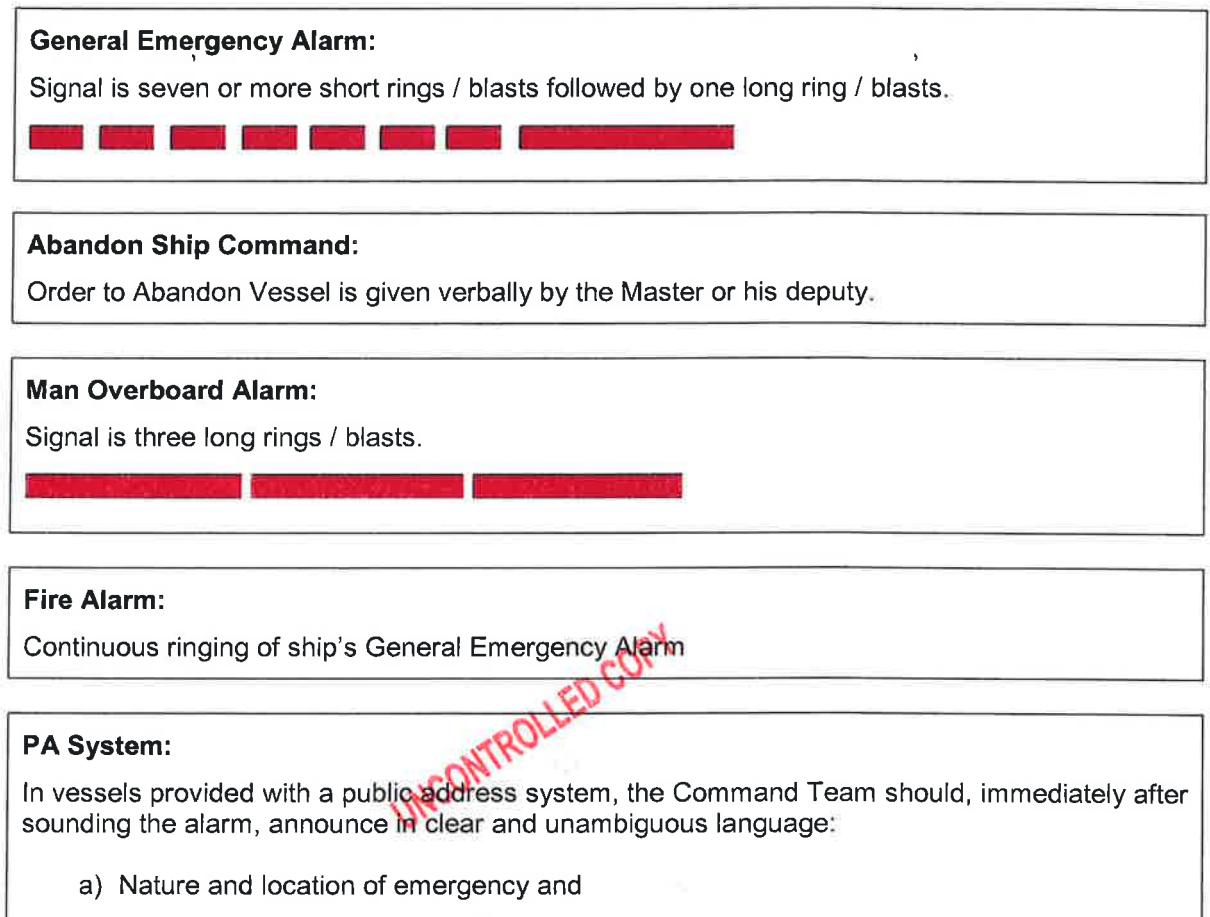 General Emergency Alarm:
Signal is seven or more short rings / blasts followed by one long ring / blasts.
Abandon Ship Command:
Order to Abandon Vessel is given verbally by the Master or his deputy.
Man Overboard Alarm:
Signal is three long rings / blasts.
Fire Alarm:
Continuous ringing of ship's General Emergency Alarm
UNCONTROLLED COPY
PA System:
In vessels provided with a public address system, the Command Team should, immediately after
sounding the alarm, announce in clear and unambiguous language:
a) Nature and location of emergency and